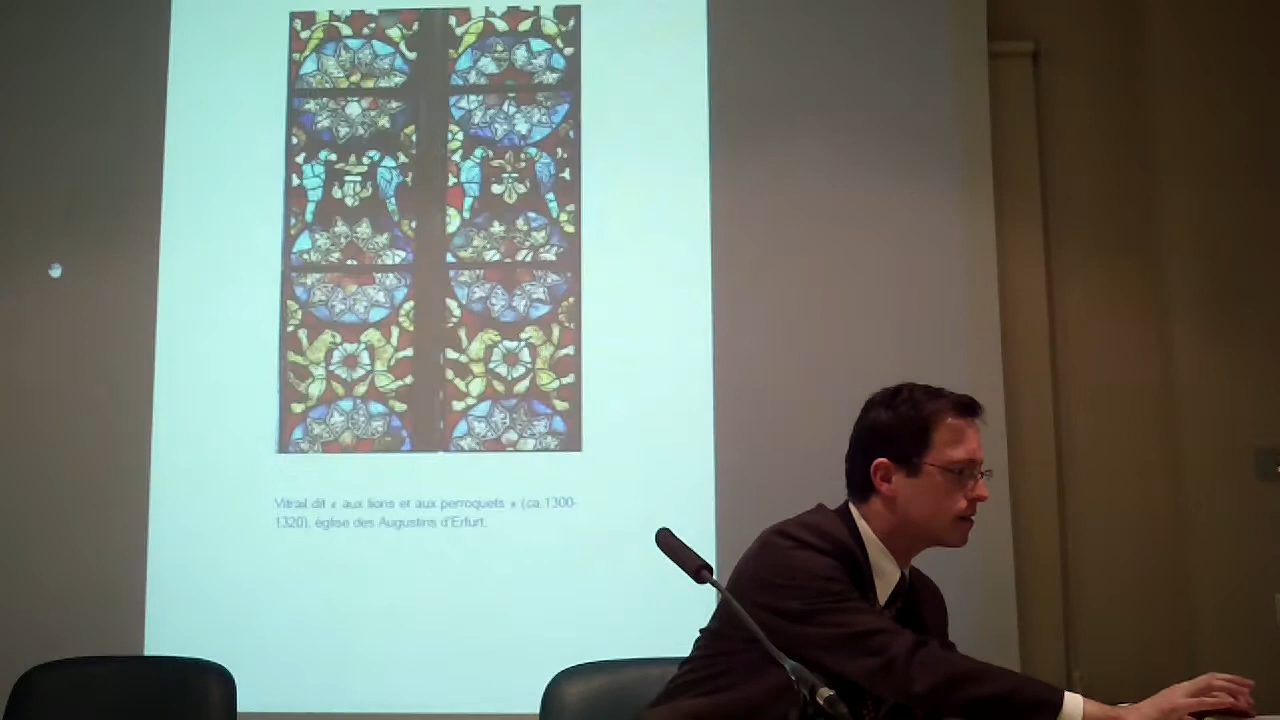 Vitrail dit « aux lions et aux perroquets » (ca.1300-
1320), église des Augustins d'Erfurt.